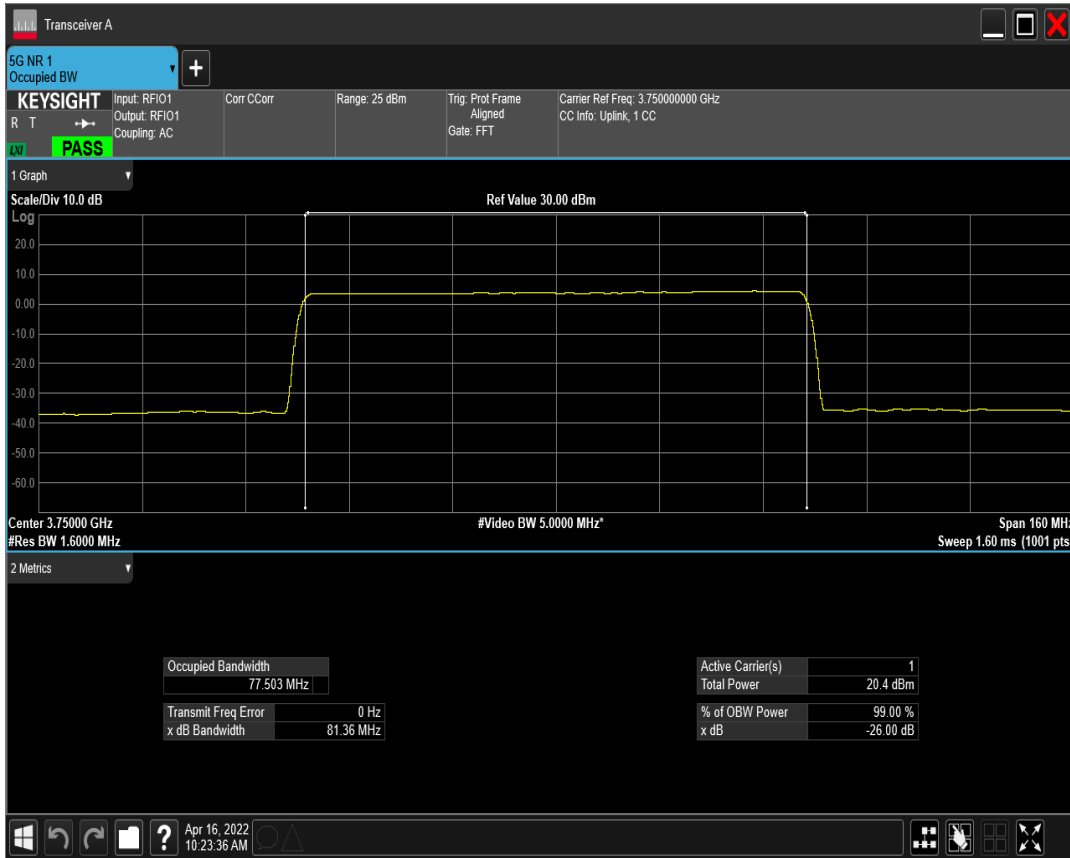 Transceiver A
5G NR 1
Occupied BW
+
KEYSIGHT
R T
LXI
PASS
Input: RFIO1
Output: RFIO1
Coupling: AC
Corr CCorr
Range: 25 dBm
Trig: Prot Frame
Aligned
Gate: FFT
Carrier Ref Freq: 3.750000000 GHz
CC Info: Uplink, 1 CC
1 Graph
Scale/Div 10.0 dB
Ref Value 30.00 dBm
Log
20.0
10.0
0.00
-10.0
-20.0
-30.0
-40.0
-50.0
-60.0
Center 3.75000 GHz
#Video BW 5.0000 MHz*
Span 160 MHz
#Res BW 1.6000 MHz
Sweep 1.60 ms (1001 pts
2 Metrics
Occupied Bandwidth
77.503 MHz
Transmit Freq Error 0 Hz
x dB Bandwidth 81.36 MHz
Active Carrier(s) 1
Total Power 20.4 dBm
% of OBW Power 99.00 %
x dB -26.00 dB
?
Apr 16, 2022
10:23:36 AM